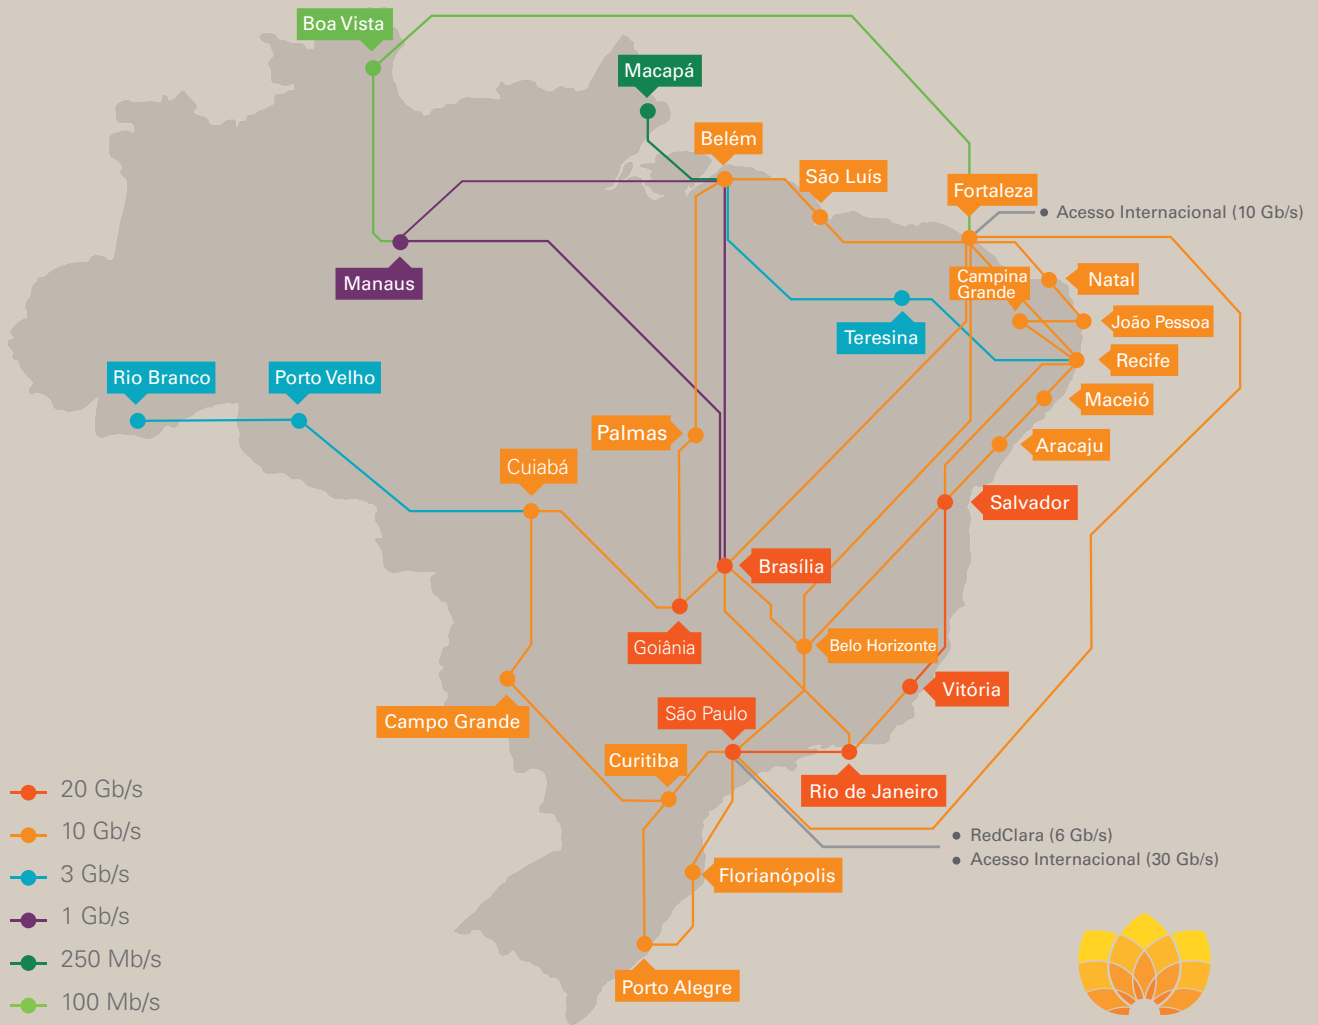 Boa Vista
Macapá
Belém
São Luís
Fortaleza
Acesso Internacional (10 Gb/s)
Manaus
Campina
Grande
Natal
João Pessoa
Teresina
Recife
Rio Branco
Porto Velho
Maceió
Palmas
Aracaju
Cuiabá
Salvador
Brasília
Goiânia
Belo Horizonte
Vitória
São Paulo
Campo Grande
Curitiba
Rio de Janeiro
20 Gb/s
10 Gb/s
3 Gb/s
1 Gb/s
250 Mb/s
100 Mb/s
RedClara (6 Gb/s)
Acesso Internacional (30 Gb/s)
Florianópolis
Porto Alegre